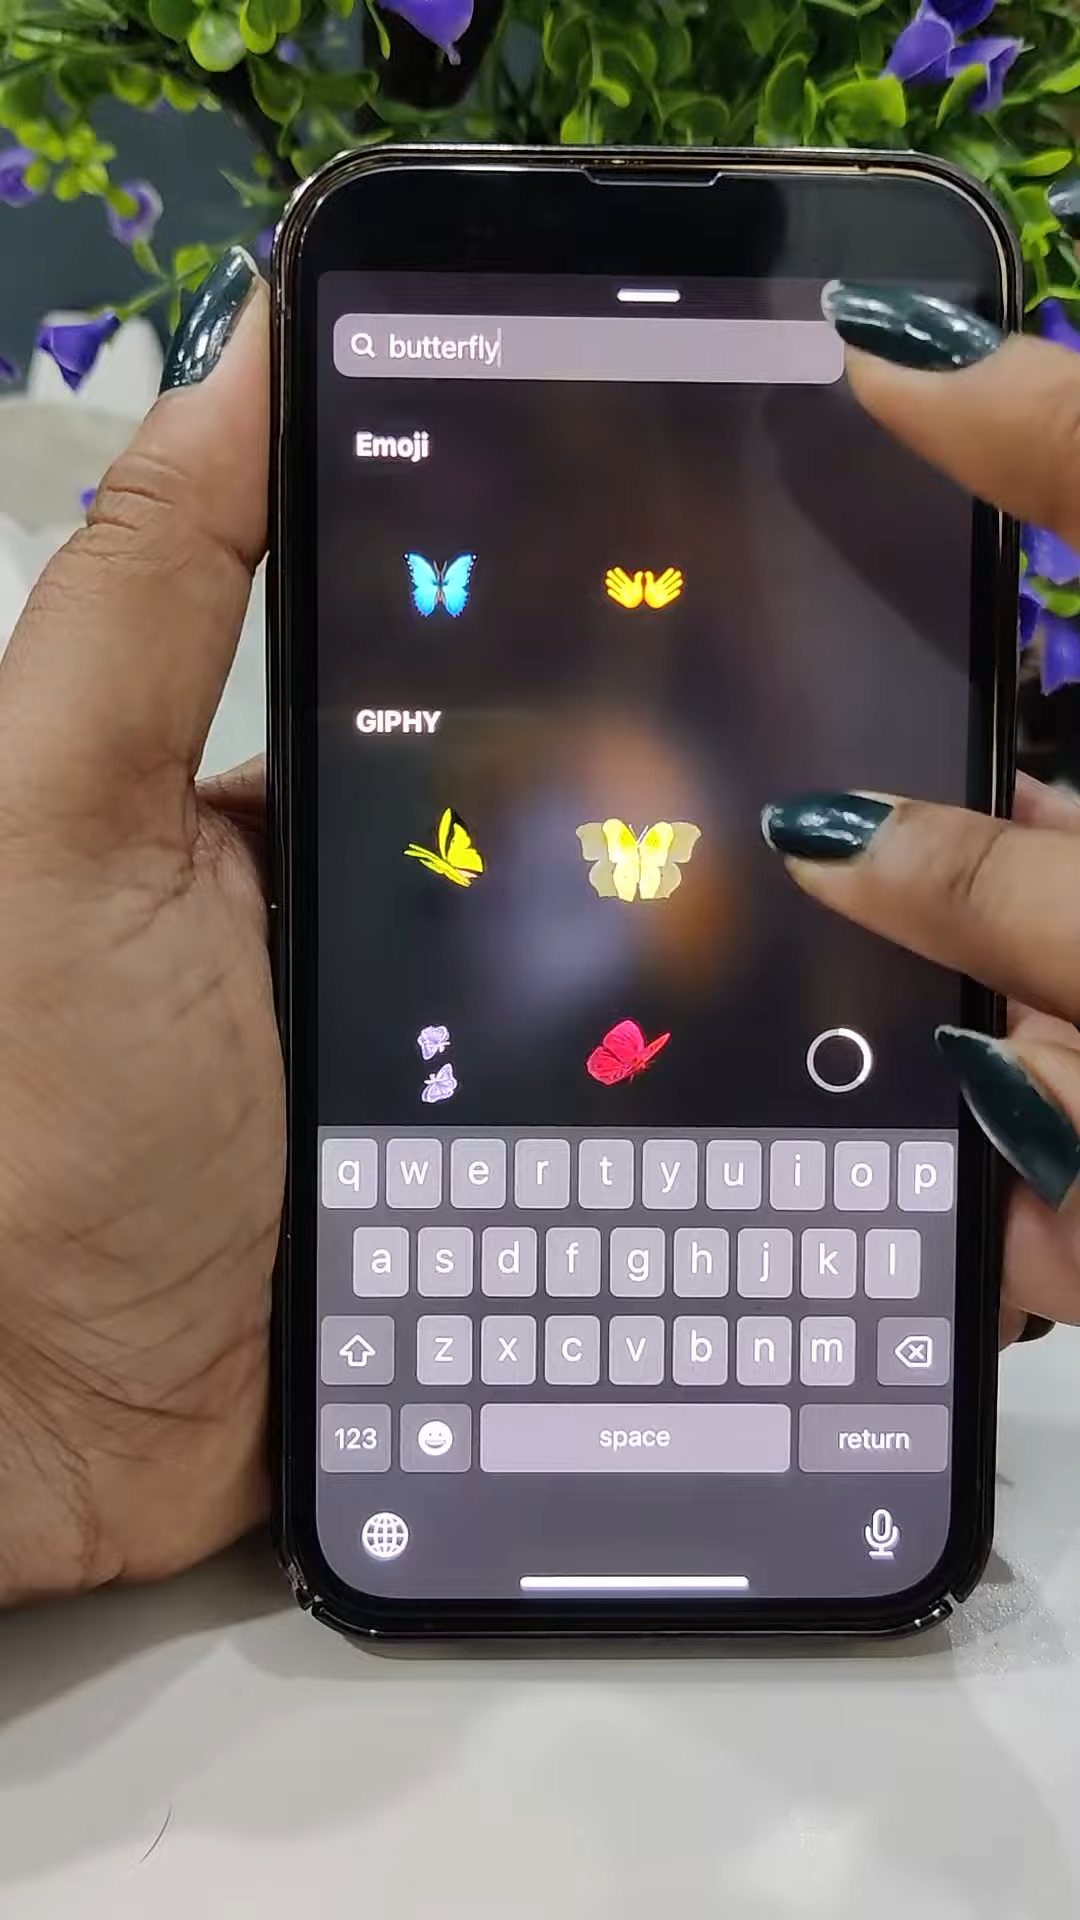 butterfly
Emoji
GIPHY
q w e r t y u i o p
a s d f g h j k l
z x c v b n m
123 space return